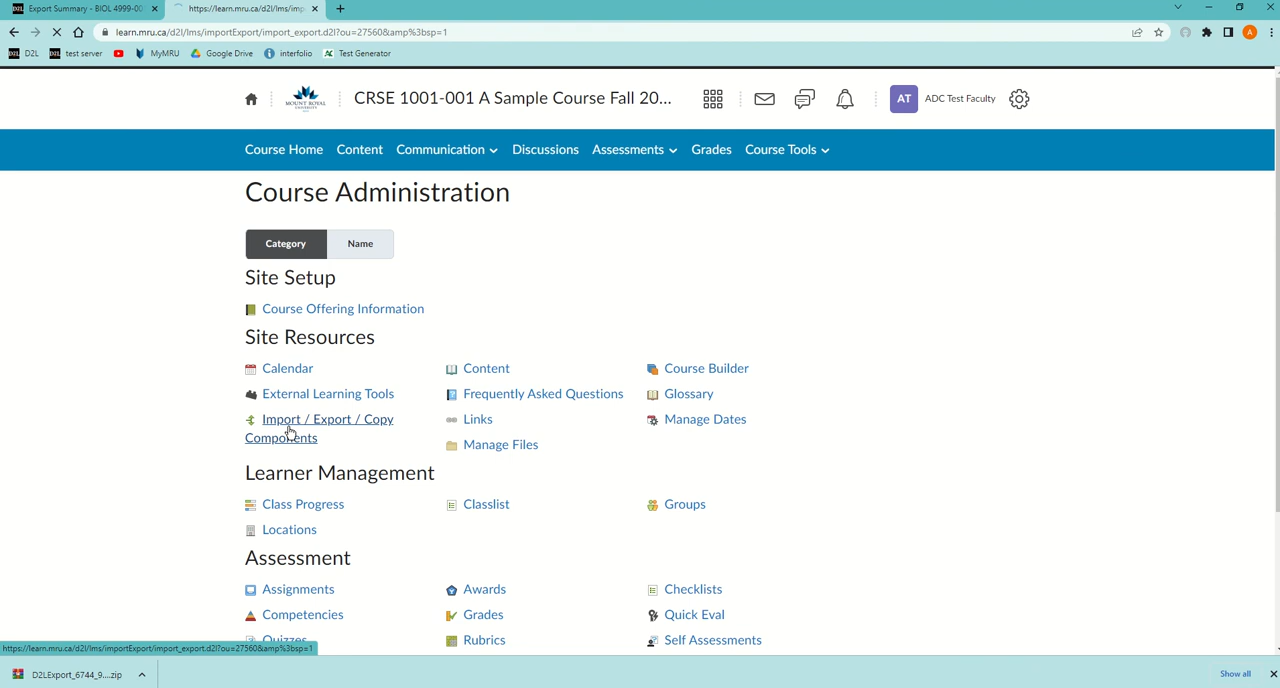 Export Summary - BIOL 4999-00
https://learn.mru.ca/d2l/lms/imp
learn.mru.ca/d2l/lms/importExport/import_export.d2l?ou=27560&amp%3bsp=1
D2L
test server
MyMRU
Google Drive
interfolio
Test Generator
MOUNT ROYAL
UNIVERSITY
CRSE 1001-001 A Sample Course Fall 20...
AT
ADC Test Faculty
Course Home
Content
Communication
Discussions
Assessments
Grades
Course Tools
Course Administration
Category
Name
Site Setup
Course Offering Information
Site Resources
Calendar
Content
Course Builder
External Learning Tools
Frequently Asked Questions
Glossary
Import / Export / Copy
Components
Links
Manage Dates
Manage Files
Learner Management
Class Progress
Classlist
Groups
Locations
Assessment
Assignments
Awards
Checklists
Competencies
Grades
Quick Eval
Quizzes
Rubrics
Self Assessments
https://learn.mru.ca/d2l/lms/importExport/import_export.d2l?ou=27560&amp%3bsp=1
D2LExport_6744_9....zip
Show all